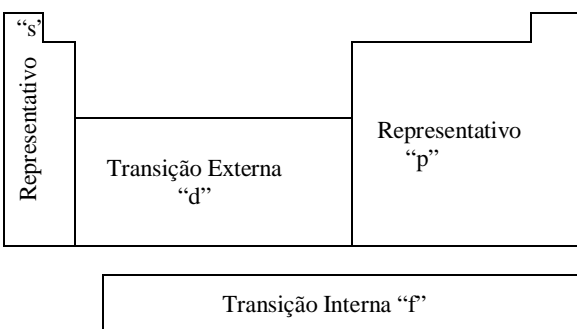 “s’
Representativo
Transição Externa
“d”
Representativo
“p”
Transição Interna “f”